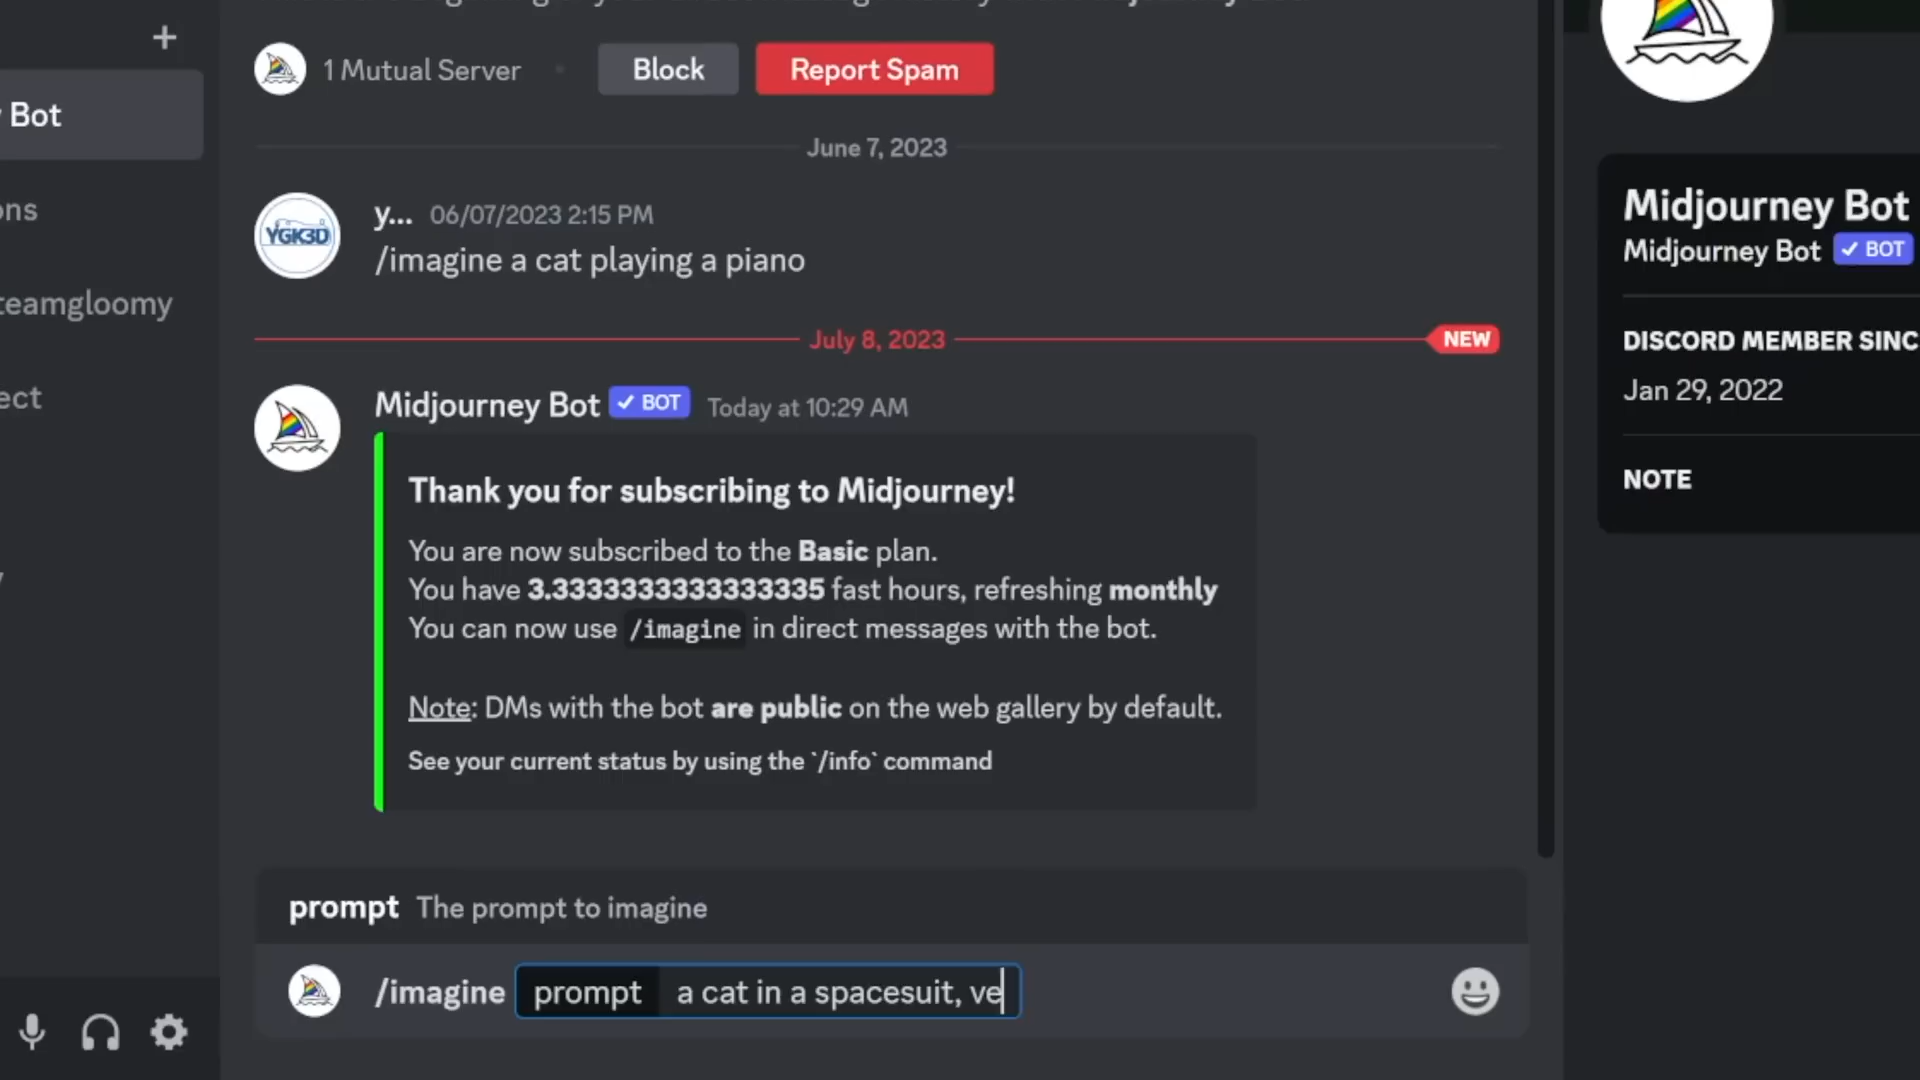 1 Mutual Server
Block
Report Spam
Bot
ons
teamgloomy
ect
June 7, 2023
YGK3D
y... 06/07/2023 2:15 PM
/imagine a cat playing a piano
July 8, 2023
NEW
Midjourney Bot BOT Today at 10:29 AM
Thank you for subscribing to Midjourney!
You are now subscribed to the Basic plan.
You have 3.3333333333333335 fast hours, refreshing monthly
You can now use /imagine in direct messages with the bot.
Note: DMs with the bot are public on the web gallery by default.
See your current status by using the `/info` command
prompt The prompt to imagine
/imagine prompt a cat in a spacesuit, ve
Midjourney Bot
Midjourney Bot BOT
DISCORD MEMBER SINC
Jan 29, 2022
NOTE